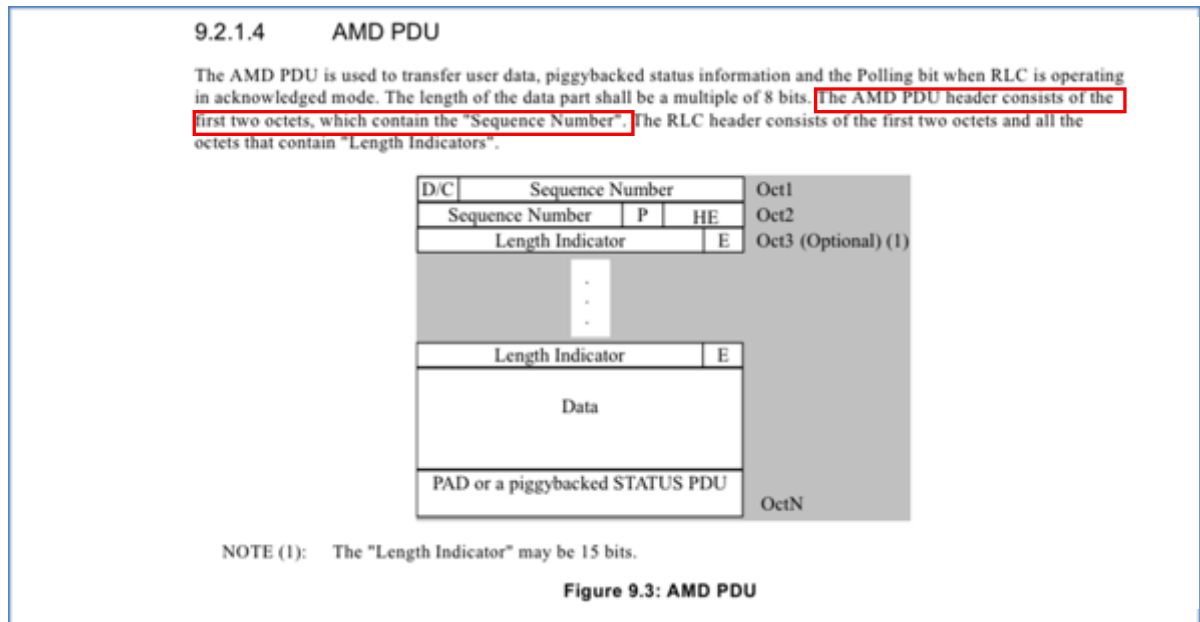 9.2.1.4 AMD PDU
The AMD PDU is used to transfer user data, piggybacked status information and the Polling bit when RLC is operating
in acknowledged mode. The length of the data part shall be a multiple of 8 bits. The AMD PDU header consists of the
first two octets, which contain the "Sequence Number". The RLC header consists of the first two octets and all the
octets that contain "Length Indicators".
D/C Sequence Number Oct1
Sequence Number P HE Oct2
Length Indicator E Oct3 (Optional) (1)
.
.
.
Length Indicator E
Data
PAD or a piggybacked STATUS PDU
OctN
NOTE (1): The "Length Indicator" may be 15 bits.
Figure 9.3: AMD PDU